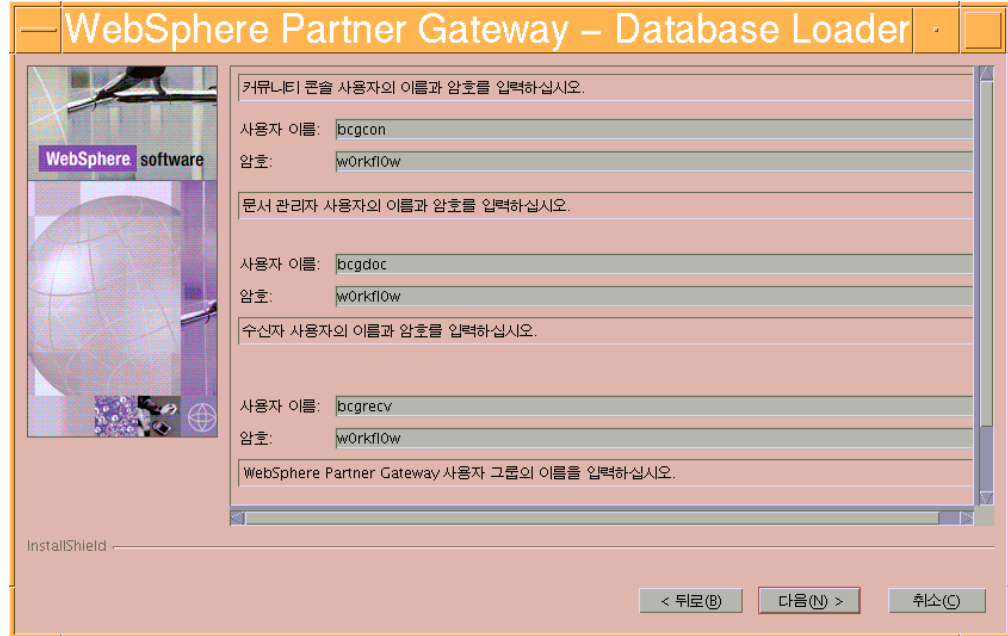 WebSphere Partner Gateway – Database Loader
WebSphere software
커뮤니티 콘솔 사용자의 이름과 암호를 입력하십시오.
사용자 이름: bcgcon
암호: w0rkfl0w
문서 관리자 사용자의 이름과 암호를 입력하십시오.
사용자 이름: bcgdoc
암호: w0rkfl0w
수신자 사용자의 이름과 암호를 입력하십시오.
사용자 이름: bcgrecv
암호: w0rkfl0w
WebSphere Partner Gateway 사용자 그룹의 이름을 입력하십시오.
InstallShield
< 뒤로(B) 다음(N) > 취소(C)